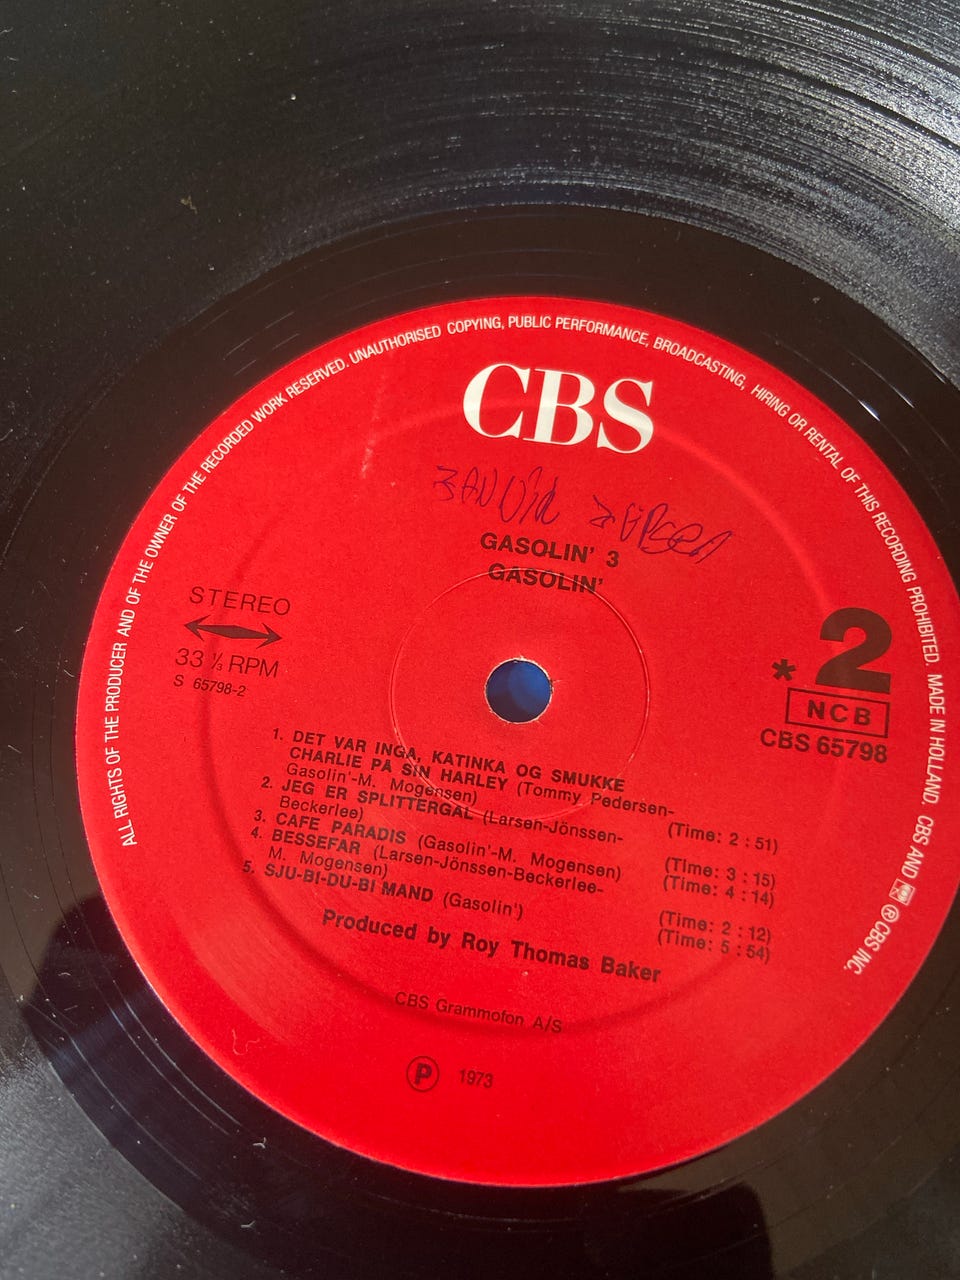 ALL RIGHTS OF THE PRODUCER AND OF THE OWNER OF THE RECORDED WORK RESERVED. UNAUTHORISED COPYING, PUBLIC PERFORMANCE, BROADCASTING, HIRING OR RENTAL OF THIS RECORDING PROHIBITED. MADE IN HOLLAND. CBS AND ® CBS INC.
CBS
GASOLIN' 3
GASOLIN'
STEREO
33 ⅓ RPM
S 65798-2
* 2
NCB
CBS 65798
1. DET VAR INGA, KATINKA OG SMUKKE
CHARLIE PÅ SIN HARLEY (Tommy Pedersen-
Gasolin'-M. Mogensen) (Time: 2 : 51)
2. JEG ER SPLITTERGAL (Larsen-Jönssen-
Beckerlee) (Time: 3 : 15)
3. CAFE PARADIS (Gasolin'-M. Mogensen) (Time: 4 : 14)
4. BESSEFAR (Larsen-Jönssen-Beckerlee-
M. Mogensen) (Time: 2 : 12)
5. SJU-BI-DU-BI MAND (Gasolin') (Time: 5 : 54)
Produced by Roy Thomas Baker
CBS Grammofon A/S
Ⓟ 1973